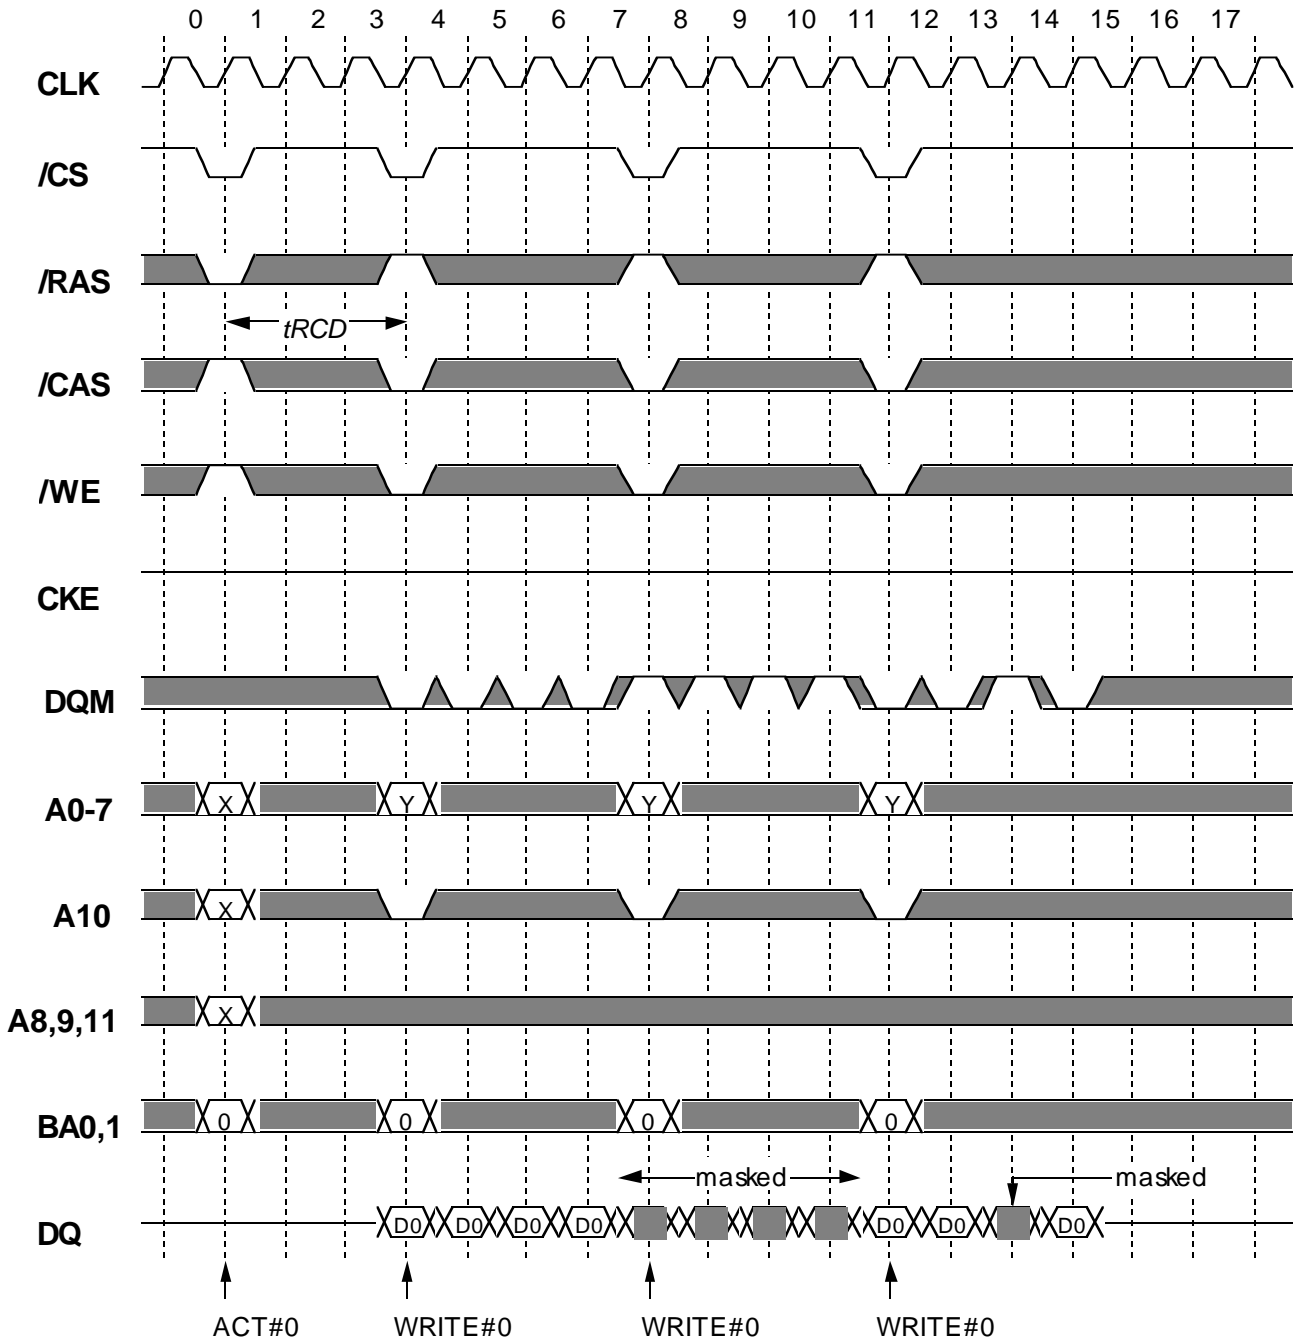 0 1 2 3 4 5 6 7 8 9 10 11 12 13 14 15 16 17
CLK
/CS
/RAS
tRCD
/CAS
/WE
CKE
DQM
A0-7 X Y Y Y
A10 X
A8,9,11 X
BA0,1 0 0 0 0
masked masked
DQ D0 D0 D0 D0 D0 D0 D0
ACT#0 WRITE#0 WRITE#0 WRITE#0